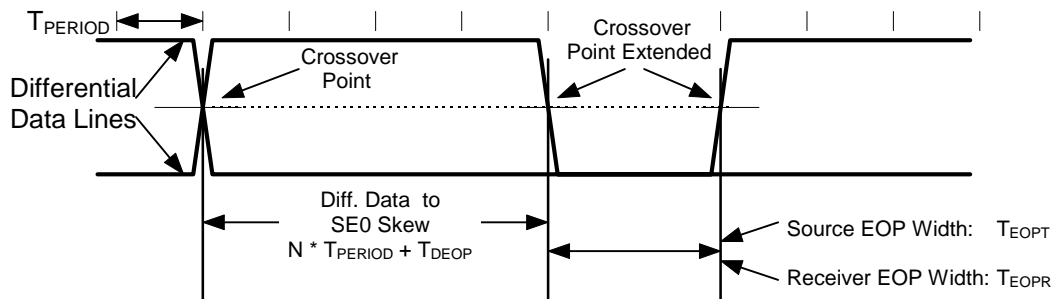 TPERIOD
Crossover
Point
Crossover
Point Extended
Differential
Data Lines
Diff. Data to
SE0 Skew
N * TPERIOD + TDEOP
Source EOP Width: TEOPT
Receiver EOP Width: TEOPR